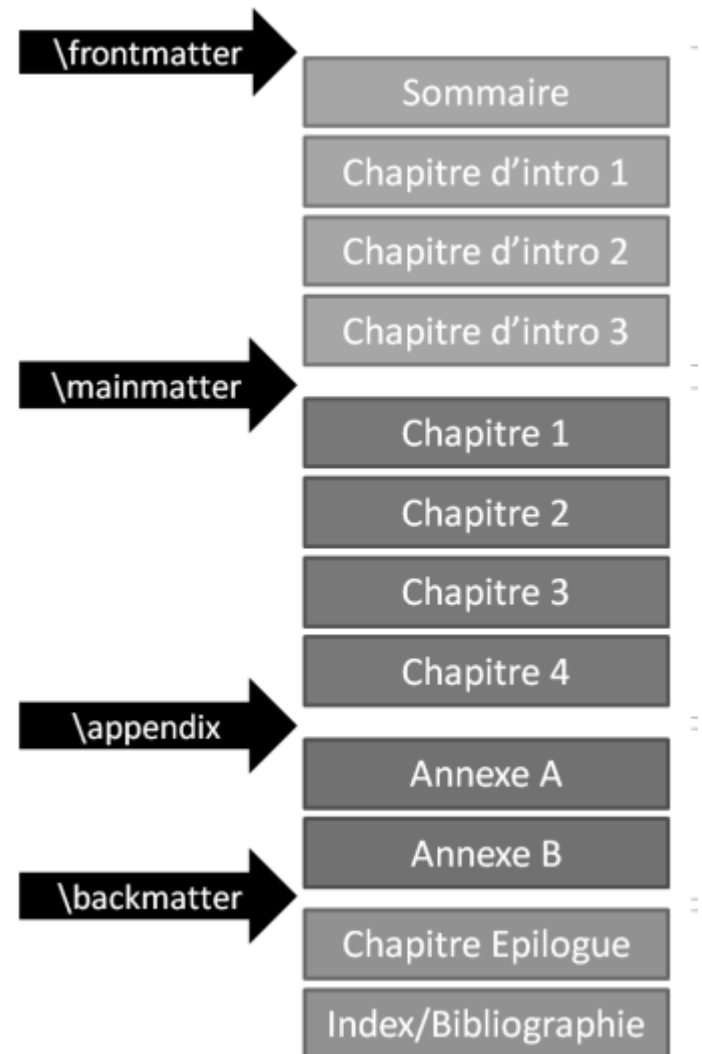 \frontmatter
Sommaire
Chapitre d’intro 1
Chapitre d’intro 2
Chapitre d’intro 3
\mainmatter
Chapitre 1
Chapitre 2
Chapitre 3
Chapitre 4
\appendix
Annexe A
Annexe B
\backmatter
Chapitre Epilogue
Index/Bibliographie